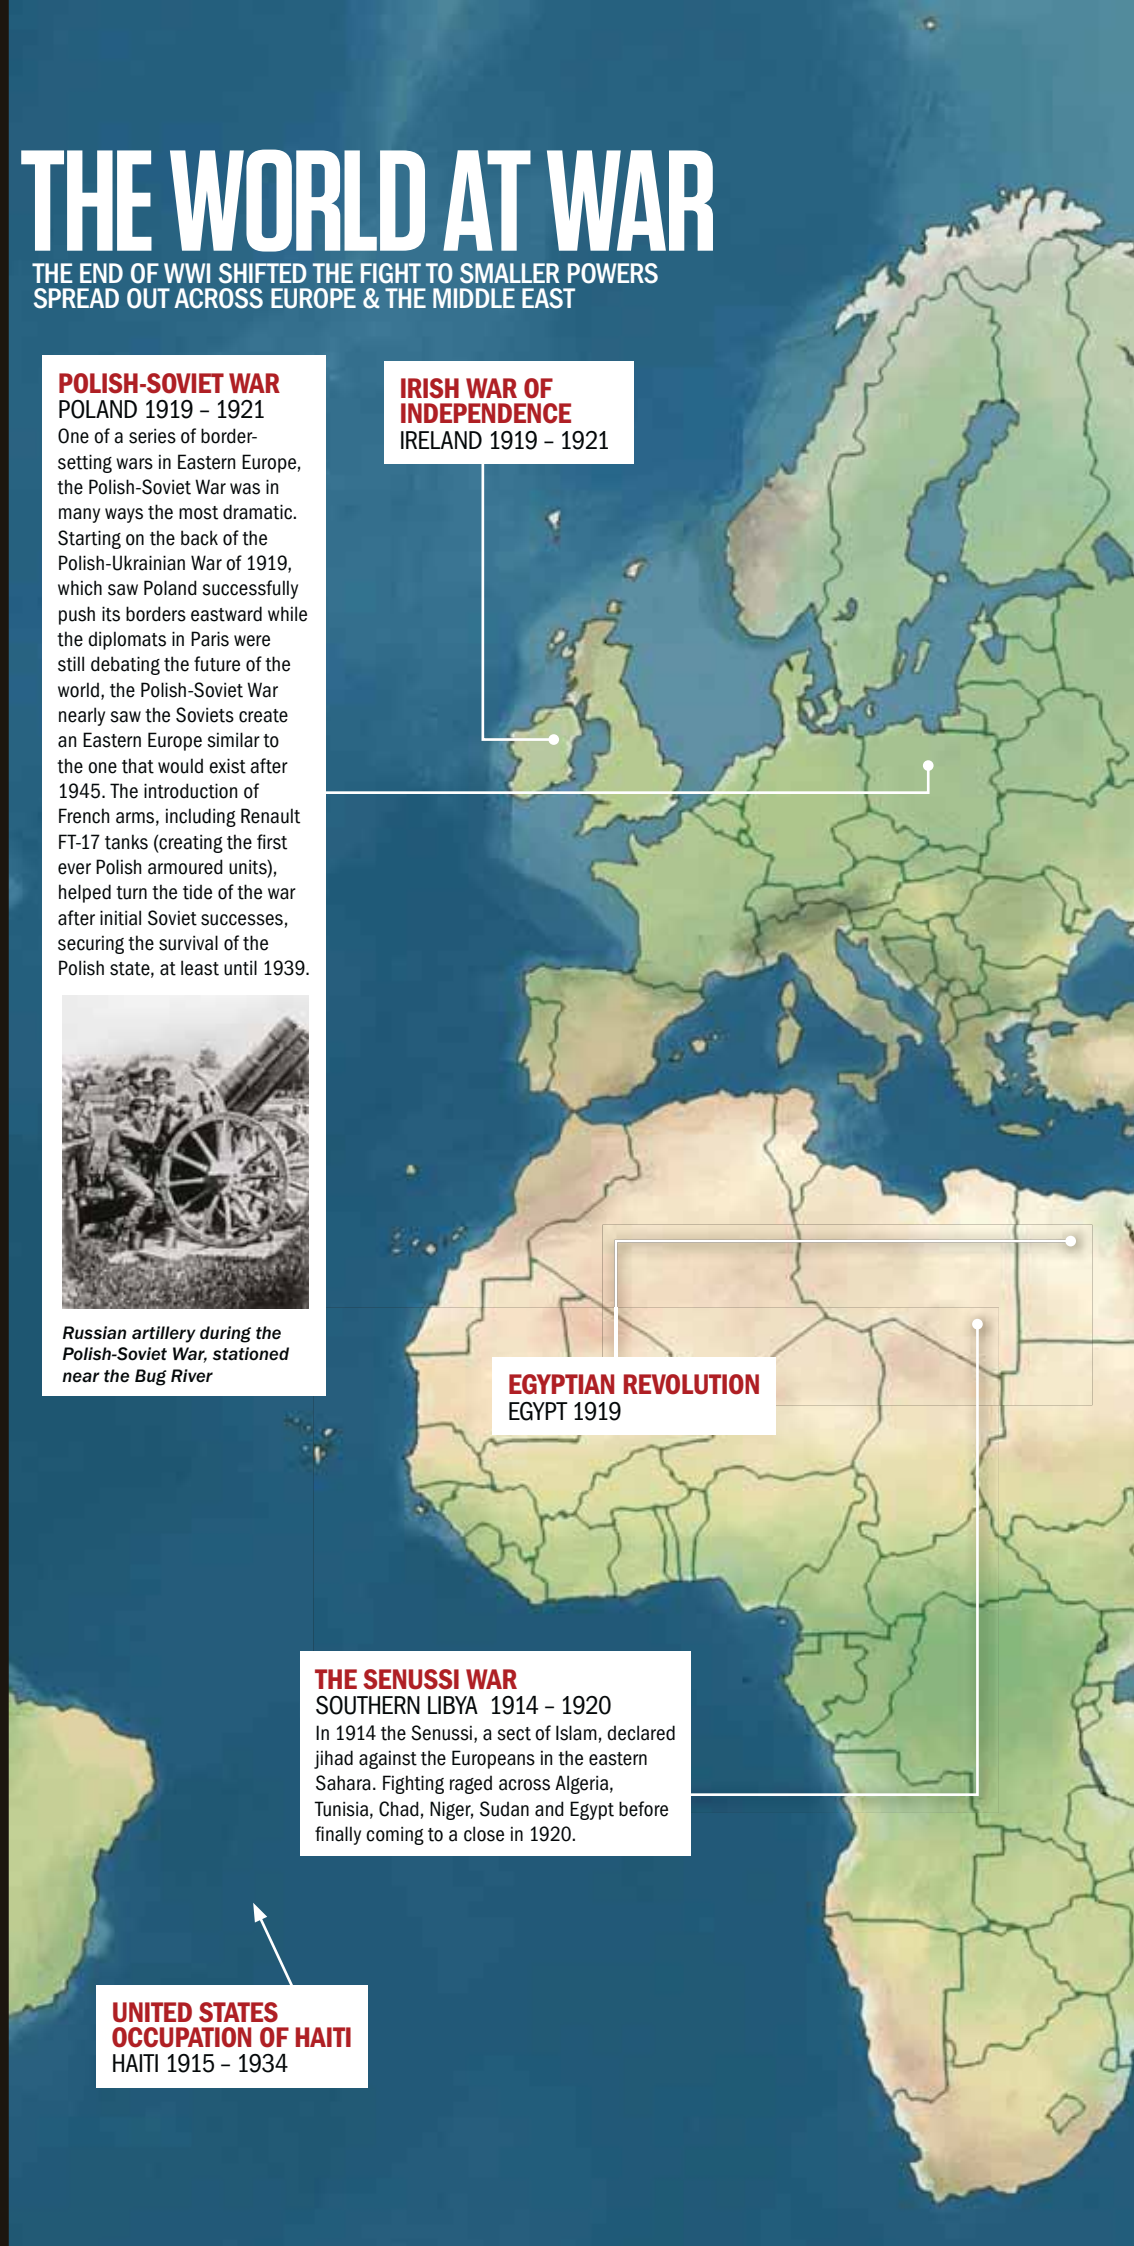 THE WORLD AT WAR
THE END OF WWI SHIFTED THE FIGHT TO SMALLER POWERS
SPREAD OUT ACROSS EUROPE & THE MIDDLE EAST
POLISH-SOVIET WAR
POLAND 1919 – 1921
One of a series of border-
setting wars in Eastern Europe,
the Polish-Soviet War was in
many ways the most dramatic.
Starting on the back of the
Polish-Ukrainian War of 1919,
which saw Poland successfully
push its borders eastward while
the diplomats in Paris were
still debating the future of the
world, the Polish-Soviet War
nearly saw the Soviets create
an Eastern Europe similar to
the one that would exist after
1945. The introduction of
French arms, including Renault
FT-17 tanks (creating the first
ever Polish armoured units),
helped turn the tide of the war
after initial Soviet successes,
securing the survival of the
Polish state, at least until 1939.
Russian artillery during the
Polish-Soviet War, stationed
near the Bug River
IRISH WAR OF
INDEPENDENCE
IRELAND 1919 – 1921
EGYPTIAN REVOLUTION
EGYPT 1919
THE SENUSSI WAR
SOUTHERN LIBYA 1914 – 1920
In 1914 the Senussi, a sect of Islam, declared
jihad against the Europeans in the eastern
Sahara. Fighting raged across Algeria,
Tunisia, Chad, Niger, Sudan and Egypt before
finally coming to a close in 1920.
UNITED STATES
OCCUPATION OF HAITI
HAITI 1915 – 1934